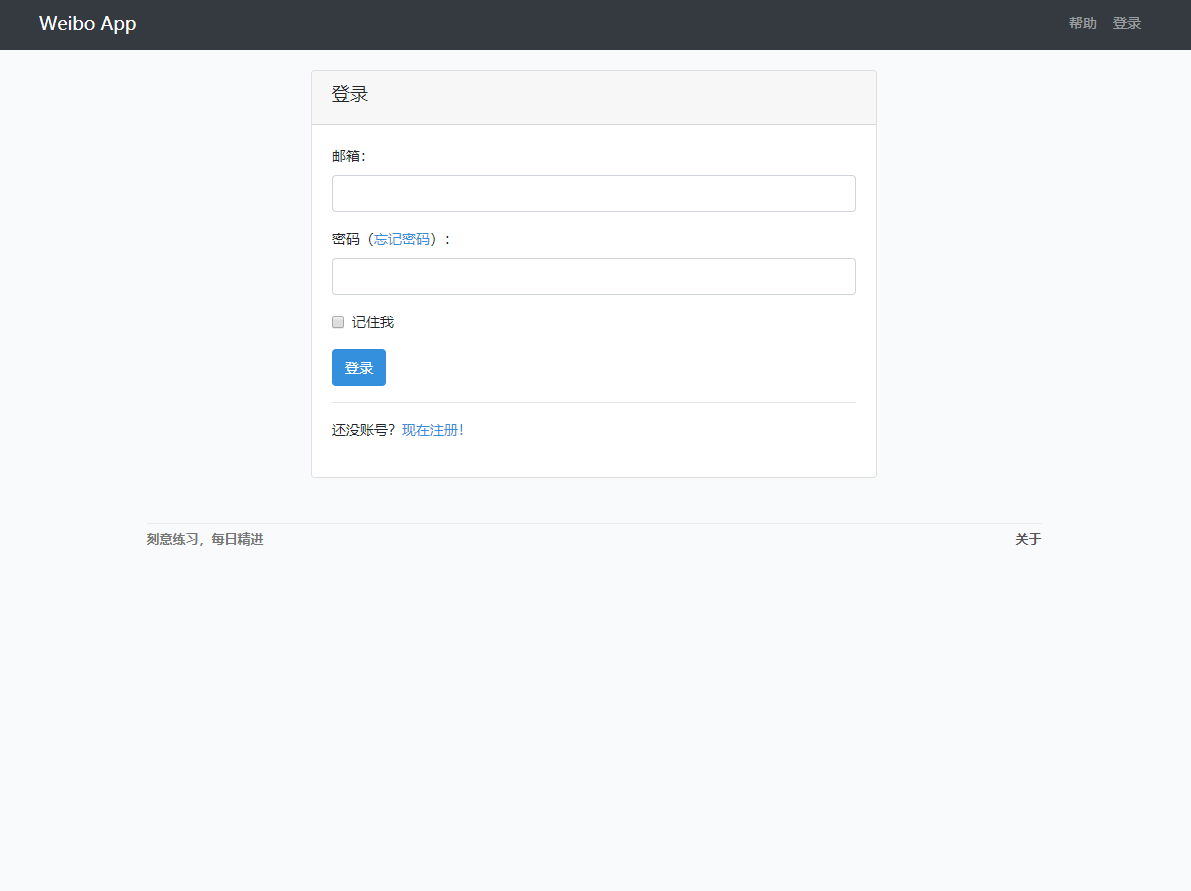 Weibo App 帮助 登录
登录
邮箱：
密码（忘记密码）：
记住我
登录
还没账号？现在注册！
刻意练习，每日精进 关于